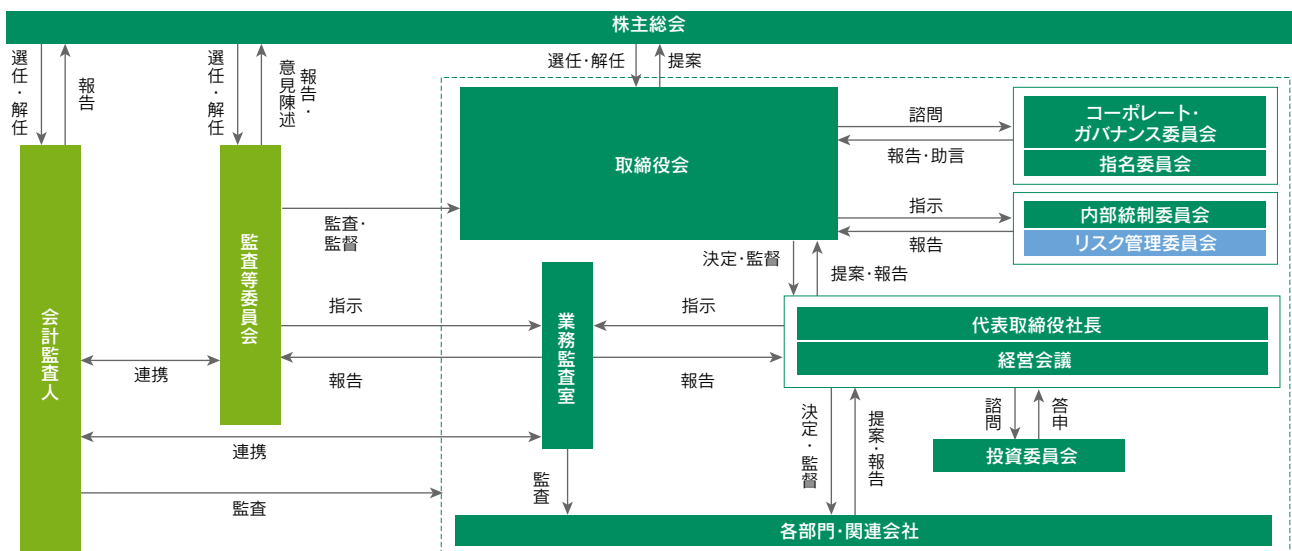 株主総会
選任・解任
報告
選任・解任
報告・
意見陳述
選任・解任
提案
取締役会
諮問
報告・助言
コーポレート・
ガバナンス委員会
指名委員会
監査・
監督
指示
報告
内部統制委員会
リスク管理委員会
決定・監督
提案・報告
会計監査人
監査等委員会
業務監査室
指示
報告
指示
報告
代表取締役社長
経営会議
連携
連携
監査
監査
決定・監督
提案・報告
諮問
答申
投資委員会
各部門・関連会社